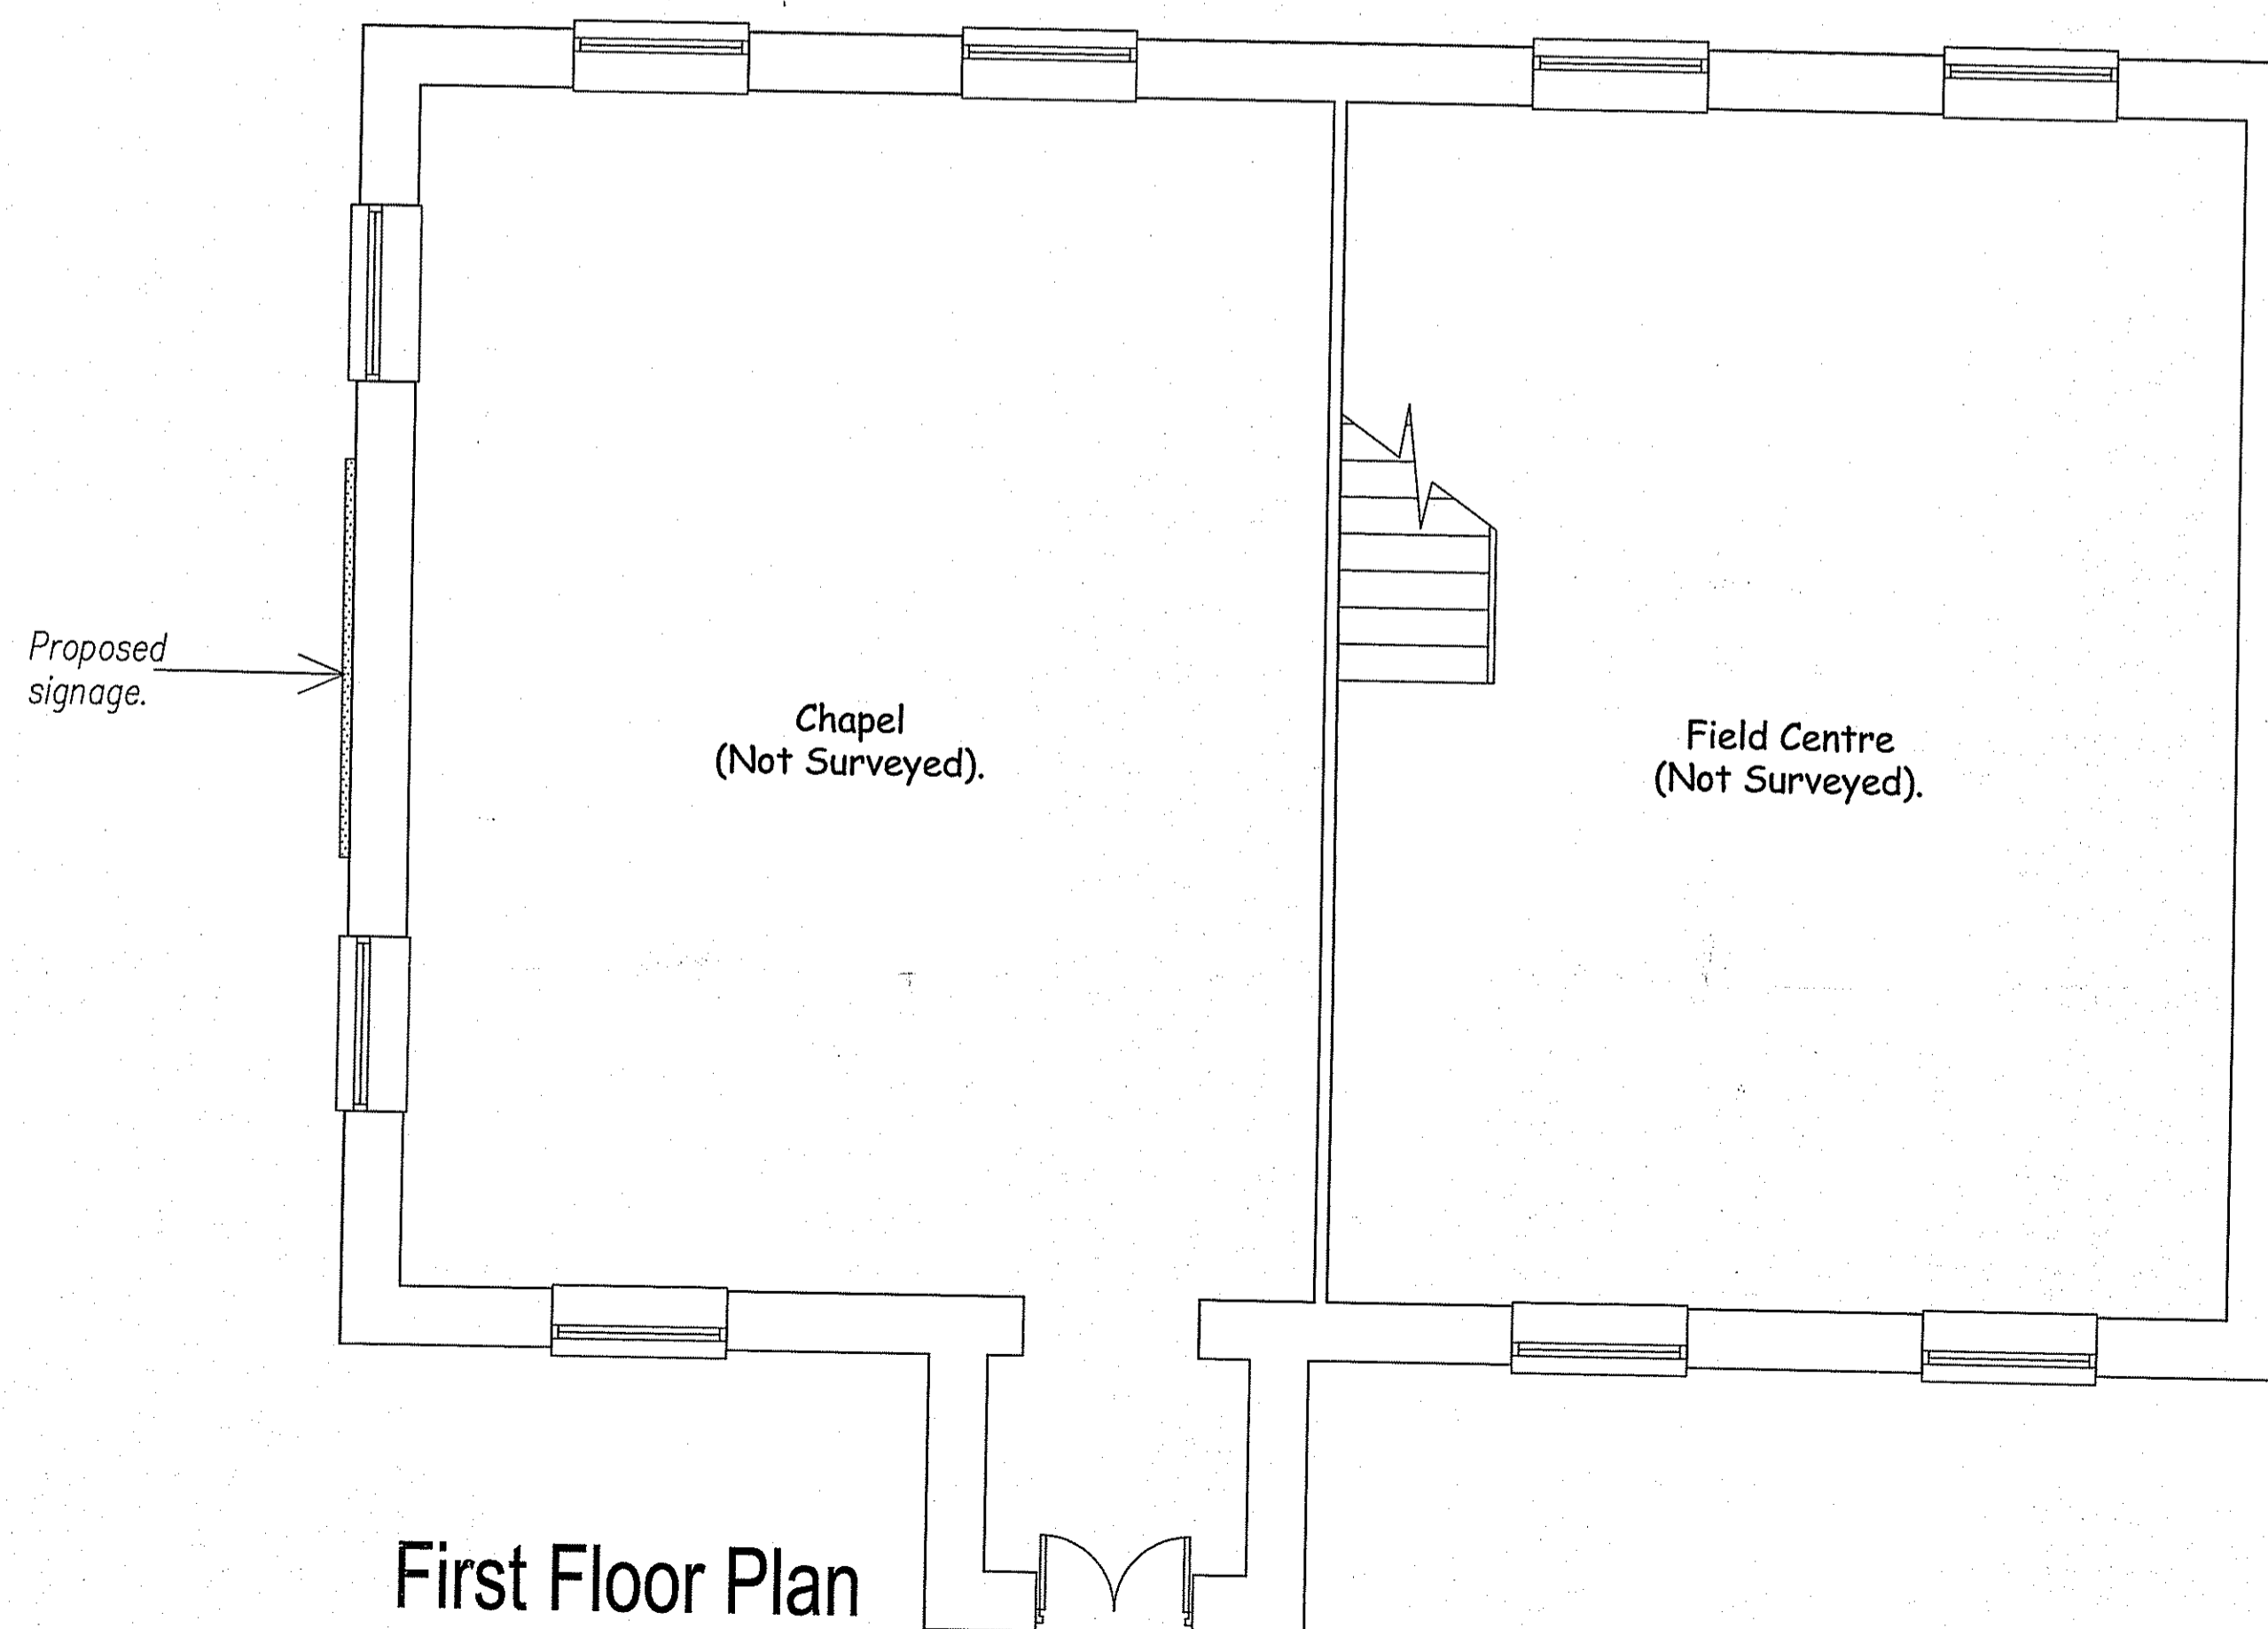 Proposed
signage.
Chapel
(Not Surveyed).
Field Centre
(Not Surveyed).
First Floor Plan